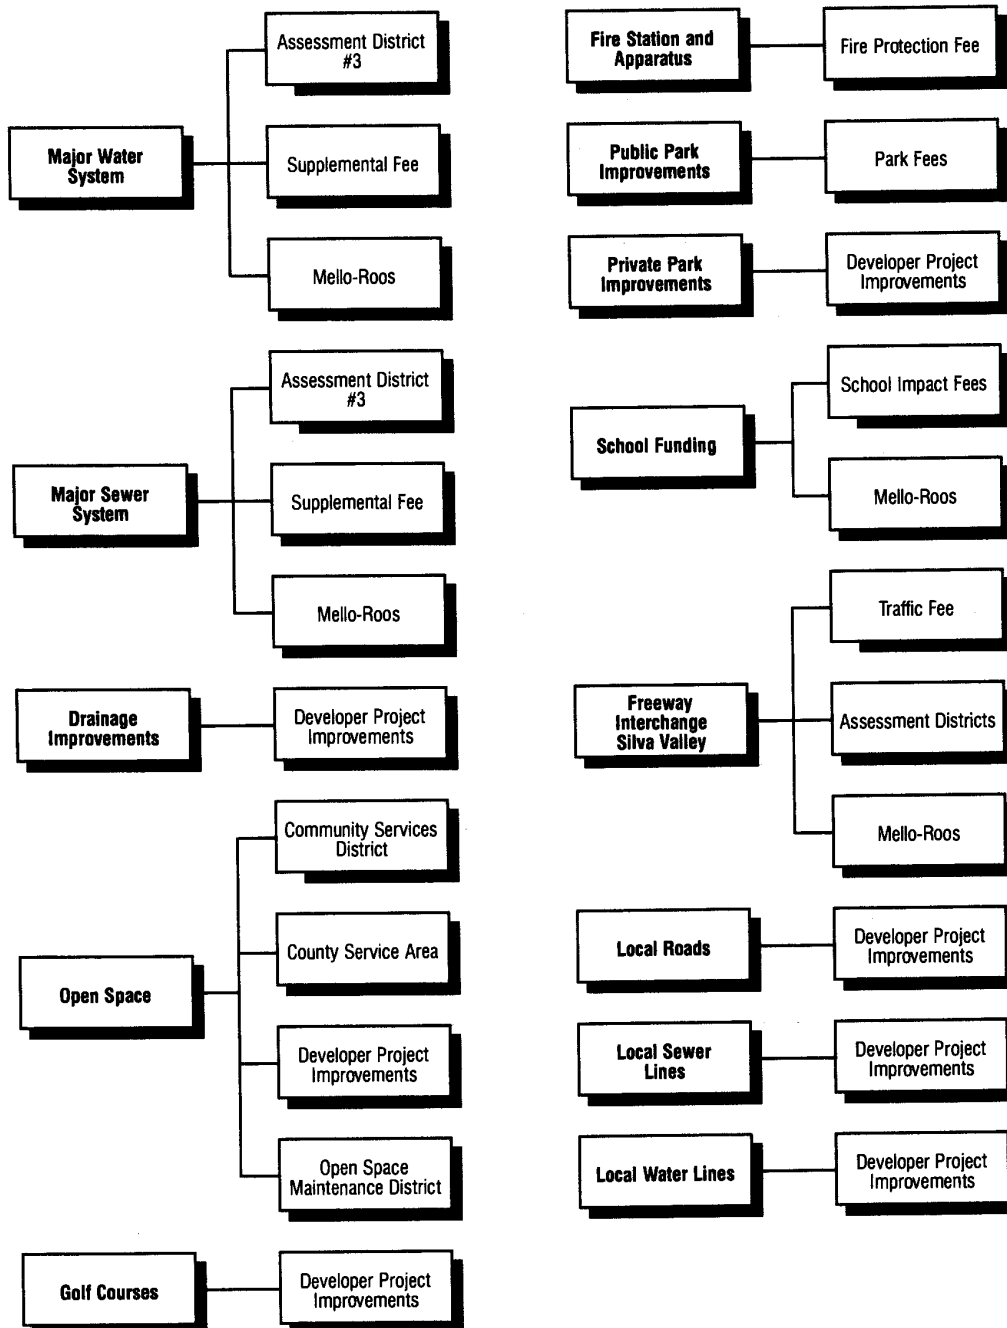 Major Water
System
Assessment District
#3
Supplemental Fee
Mello-Roos
Major Sewer
System
Assessment District
#3
Supplemental Fee
Mello-Roos
Drainage
Improvements
Developer Project
Improvements
Open Space
Community Services
District
County Service Area
Developer Project
Improvements
Open Space
Maintenance District
Golf Courses
Developer Project
Improvements
Fire Station and
Apparatus
Fire Protection Fee
Public Park
Improvements
Park Fees
Private Park
Improvements
Developer Project
Improvements
School Funding
School Impact Fees
Mello-Roos
Freeway
Interchange
Silva Valley
Traffic Fee
Assessment Districts
Mello-Roos
Local Roads
Developer Project
Improvements
Local Sewer
Lines
Developer Project
Improvements
Local Water Lines
Developer Project
Improvements